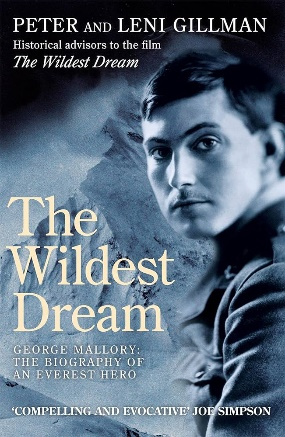 PETER AND LENI GILLMAN
Historical advisors to the film
The Wildest Dream
The
Wildest
Dream
GEORGE MALLORY:
THE BIOGRAPHY OF
AN EVEREST HERO
‘COMPELLING AND EVOCATIVE’ JOE SIMPSON